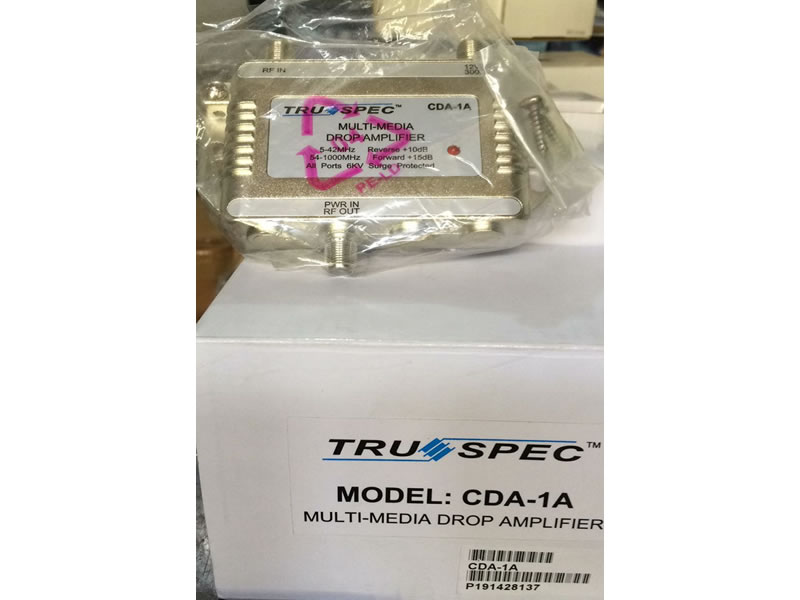 RF IN
TRU SPEC™
CDA-1A
MULTI-MEDIA
DROP AMPLIFIER
5-42MHz Reverse +10dB
54-1000MHz Forward +15dB
All Ports 6KV Surge Protected
PE-LD
PWR IN
RF OUT
TRU SPEC™
MODEL: CDA-1A
MULTI-MEDIA DROP AMPLIFIER
CDA-1A
P191428137